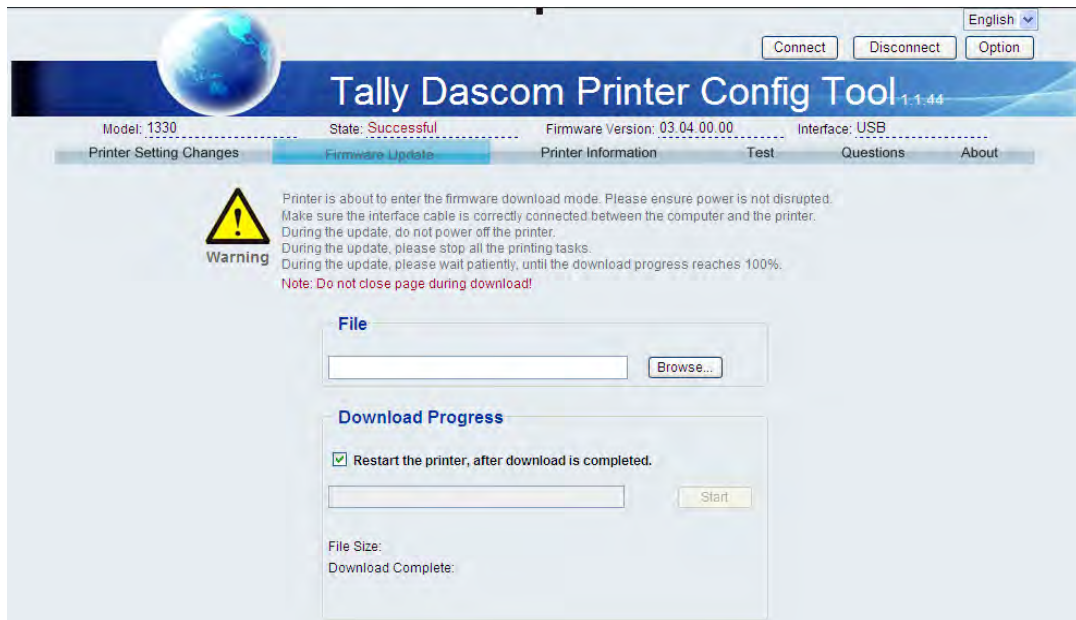 English
Connect Disconnect Option
Tally Dascom Printer Config Tool 1.1.44
Model: 1330 State: Successful Firmware Version: 03.04.00.00 Interface: USB
Printer Setting Changes Firmware Update Printer Information Test Questions About
Printer is about to enter the firmware download mode. Please ensure power is not disrupted.
Make sure the interface cable is correctly connected between the computer and the printer.
During the update, do not power off the printer.
During the update, please stop all the printing tasks.
During the update, please wait patiently, until the download progress reaches 100%.
Warning
Note: Do not close page during download!
File
Browse...
Download Progress
Restart the printer, after download is completed.
Start
File Size:
Download Complete: